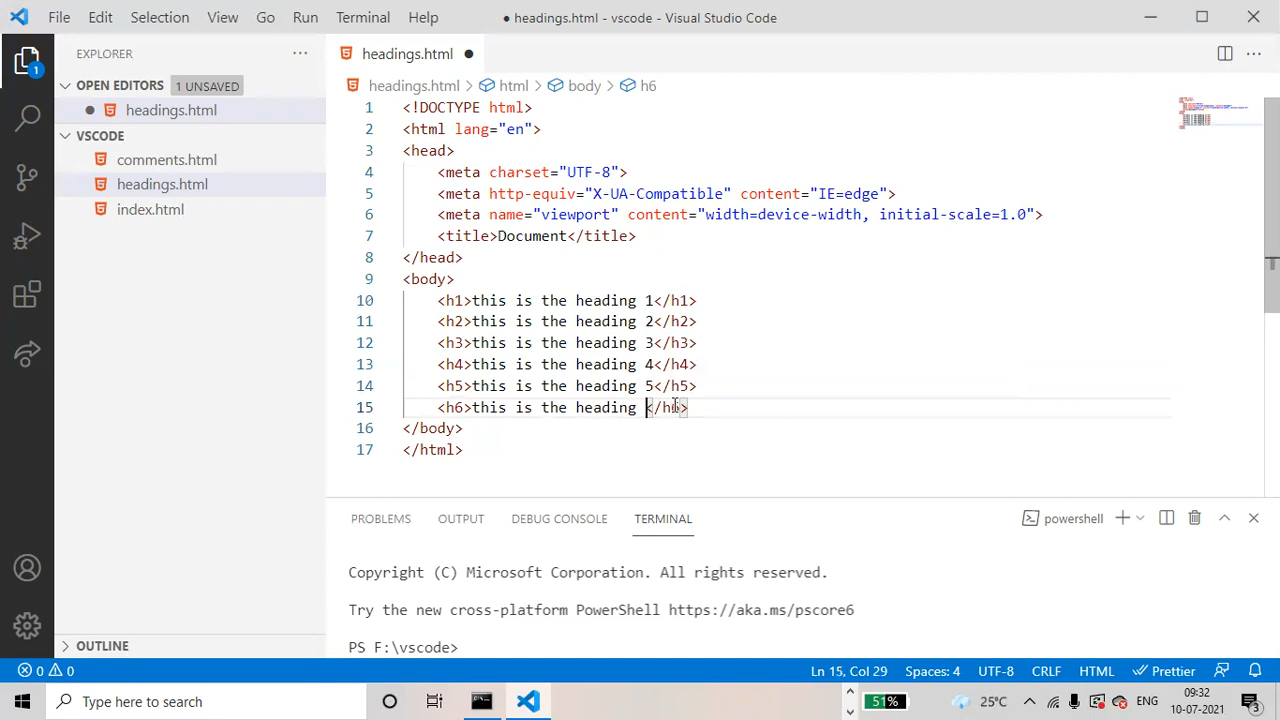 File Edit Selection View Go Run Terminal Help
● headings.html - vscode - Visual Studio Code
EXPLORER
headings.html
1
OPEN EDITORS 1 UNSAVED
headings.html
VSCODE
comments.html
headings.html
index.html
OUTLINE
headings.html > html > body > h6
1 <!DOCTYPE html>
2 <html lang="en">
3 <head>
4 <meta charset="UTF-8">
5 <meta http-equiv="X-UA-Compatible" content="IE=edge">
6 <meta name="viewport" content="width=device-width, initial-scale=1.0">
7 <title>Document</title>
8 </head>
9 <body>
10 <h1>this is the heading 1</h1>
11 <h2>this is the heading 2</h2>
12 <h3>this is the heading 3</h3>
13 <h4>this is the heading 4</h4>
14 <h5>this is the heading 5</h5>
15 <h6>this is the heading </h6>
16 </body>
17 </html>
PROBLEMS OUTPUT DEBUG CONSOLE TERMINAL
powershell
Copyright (C) Microsoft Corporation. All rights reserved.
Try the new cross-platform PowerShell https://aka.ms/pscore6
PS F:\vscode>
0 0
Ln 15, Col 29 Spaces: 4 UTF-8 CRLF HTML Prettier
Type here to search
51%
25°C
ENG
09:32
10-07-2021
3